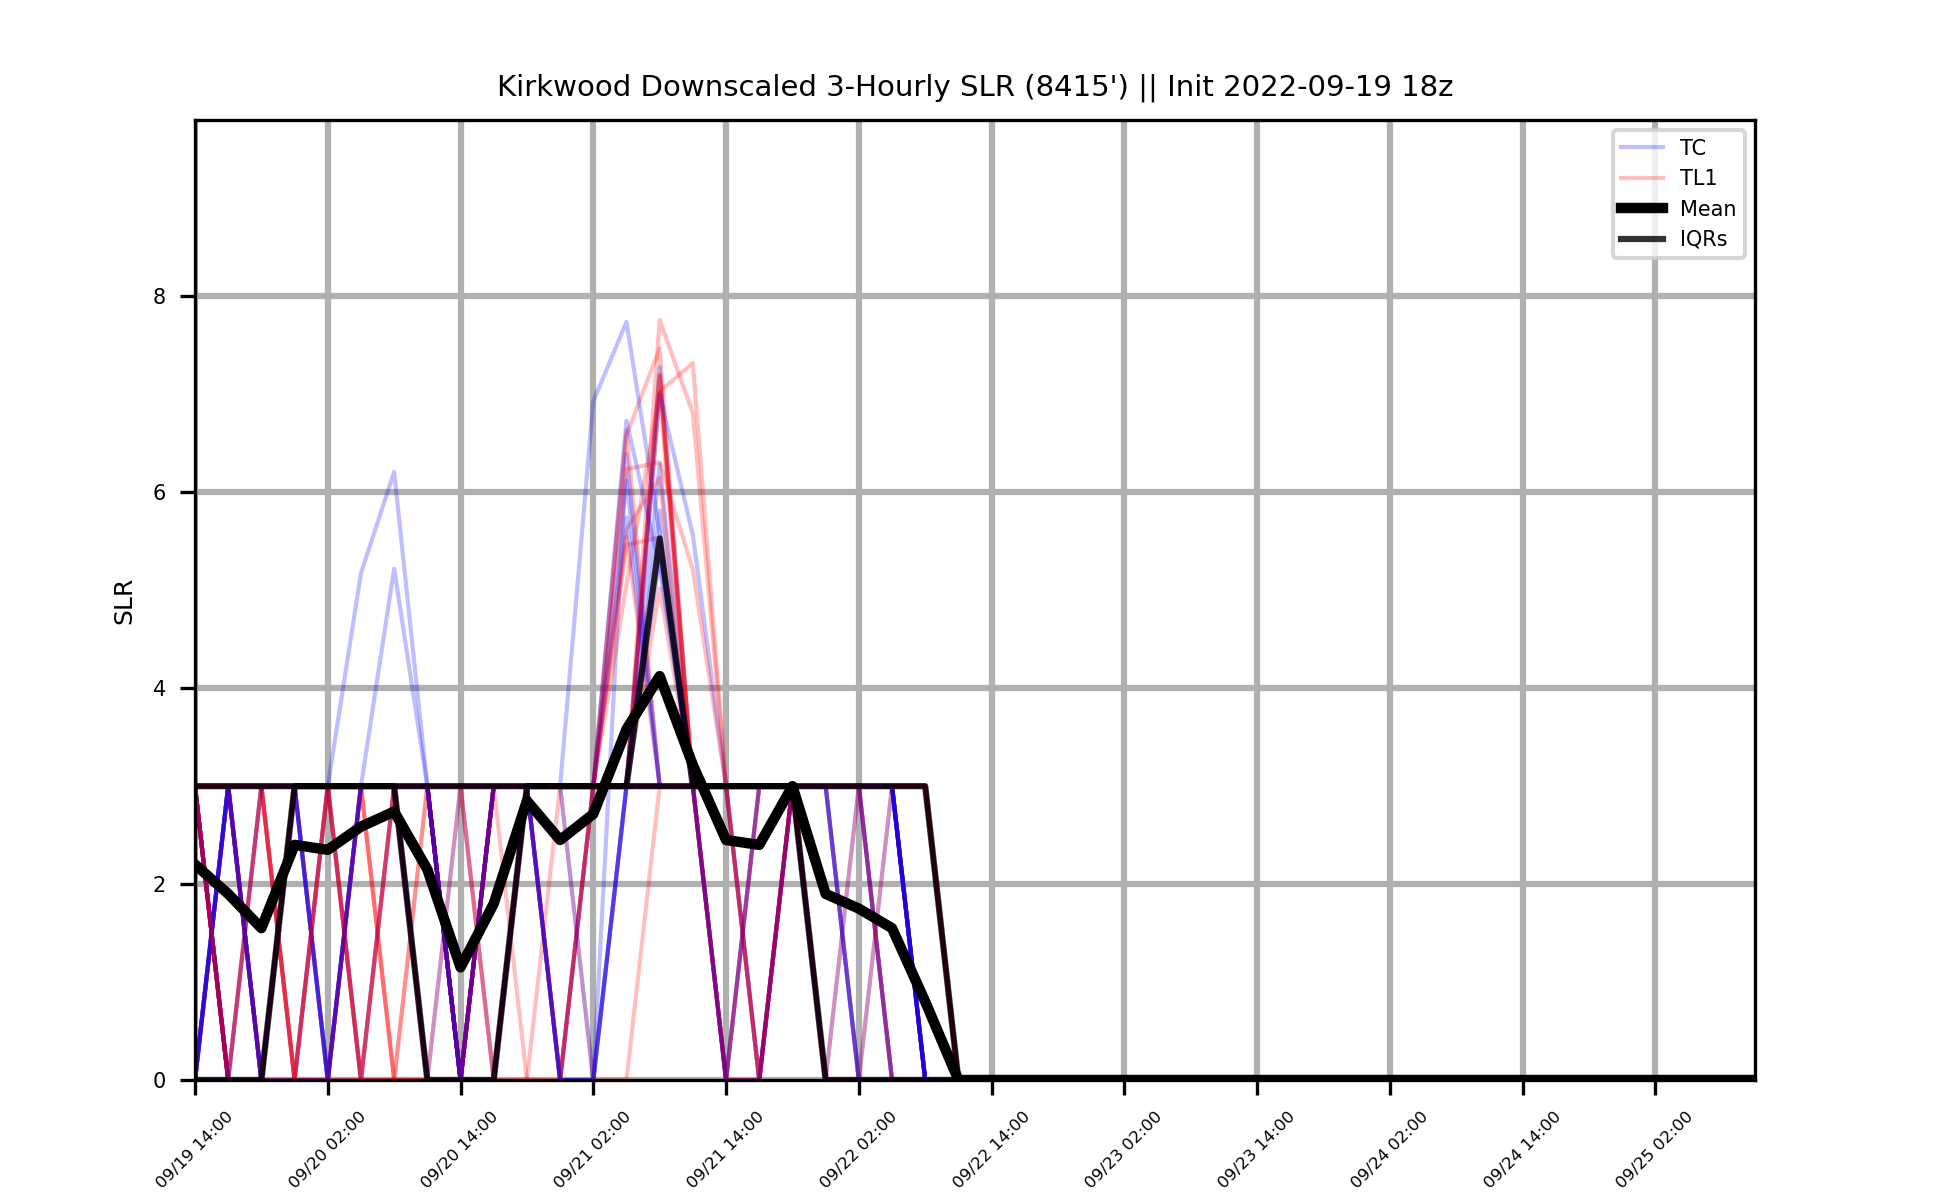 Kirkwood Downscaled 3-Hourly SLR (8415') || Init 2022-09-19 18z
TC
TL1
Mean
IQRs
SLR
8
6
4
2
0
09/19 14:00
09/20 02:00
09/20 14:00
09/21 02:00
09/21 14:00
09/22 02:00
09/22 14:00
09/23 02:00
09/23 14:00
09/24 02:00
09/24 14:00
09/25 02:00